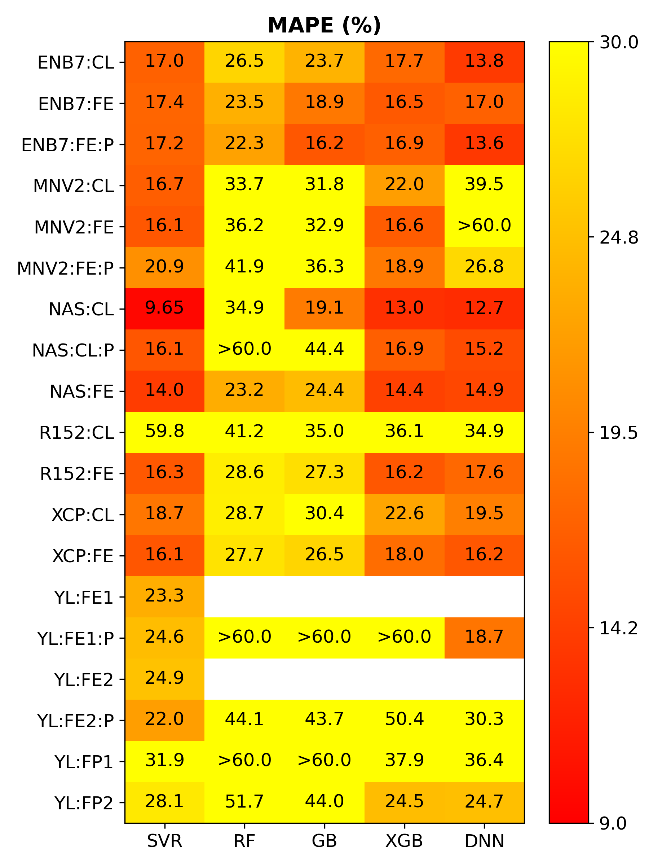 MAPE (%)
ENB7:CL 17.0 26.5 23.7 17.7 13.8
ENB7:FE 17.4 23.5 18.9 16.5 17.0
ENB7:FE:P 17.2 22.3 16.2 16.9 13.6
MNV2:CL 16.7 33.7 31.8 22.0 39.5
MNV2:FE 16.1 36.2 32.9 16.6 >60.0
MNV2:FE:P 20.9 41.9 36.3 18.9 26.8
NAS:CL 9.65 34.9 19.1 13.0 12.7
NAS:CL:P 16.1 >60.0 44.4 16.9 15.2
NAS:FE 14.0 23.2 24.4 14.4 14.9
R152:CL 59.8 41.2 35.0 36.1 34.9
R152:FE 16.3 28.6 27.3 16.2 17.6
XCP:CL 18.7 28.7 30.4 22.6 19.5
XCP:FE 16.1 27.7 26.5 18.0 16.2
YL:FE1 23.3
YL:FE1:P 24.6 >60.0 >60.0 >60.0 18.7
YL:FE2 24.9
YL:FE2:P 22.0 44.1 43.7 50.4 30.3
YL:FP1 31.9 >60.0 >60.0 37.9 36.4
YL:FP2 28.1 51.7 44.0 24.5 24.7
SVR RF GB XGB DNN
30.0
24.8
19.5
14.2
9.0